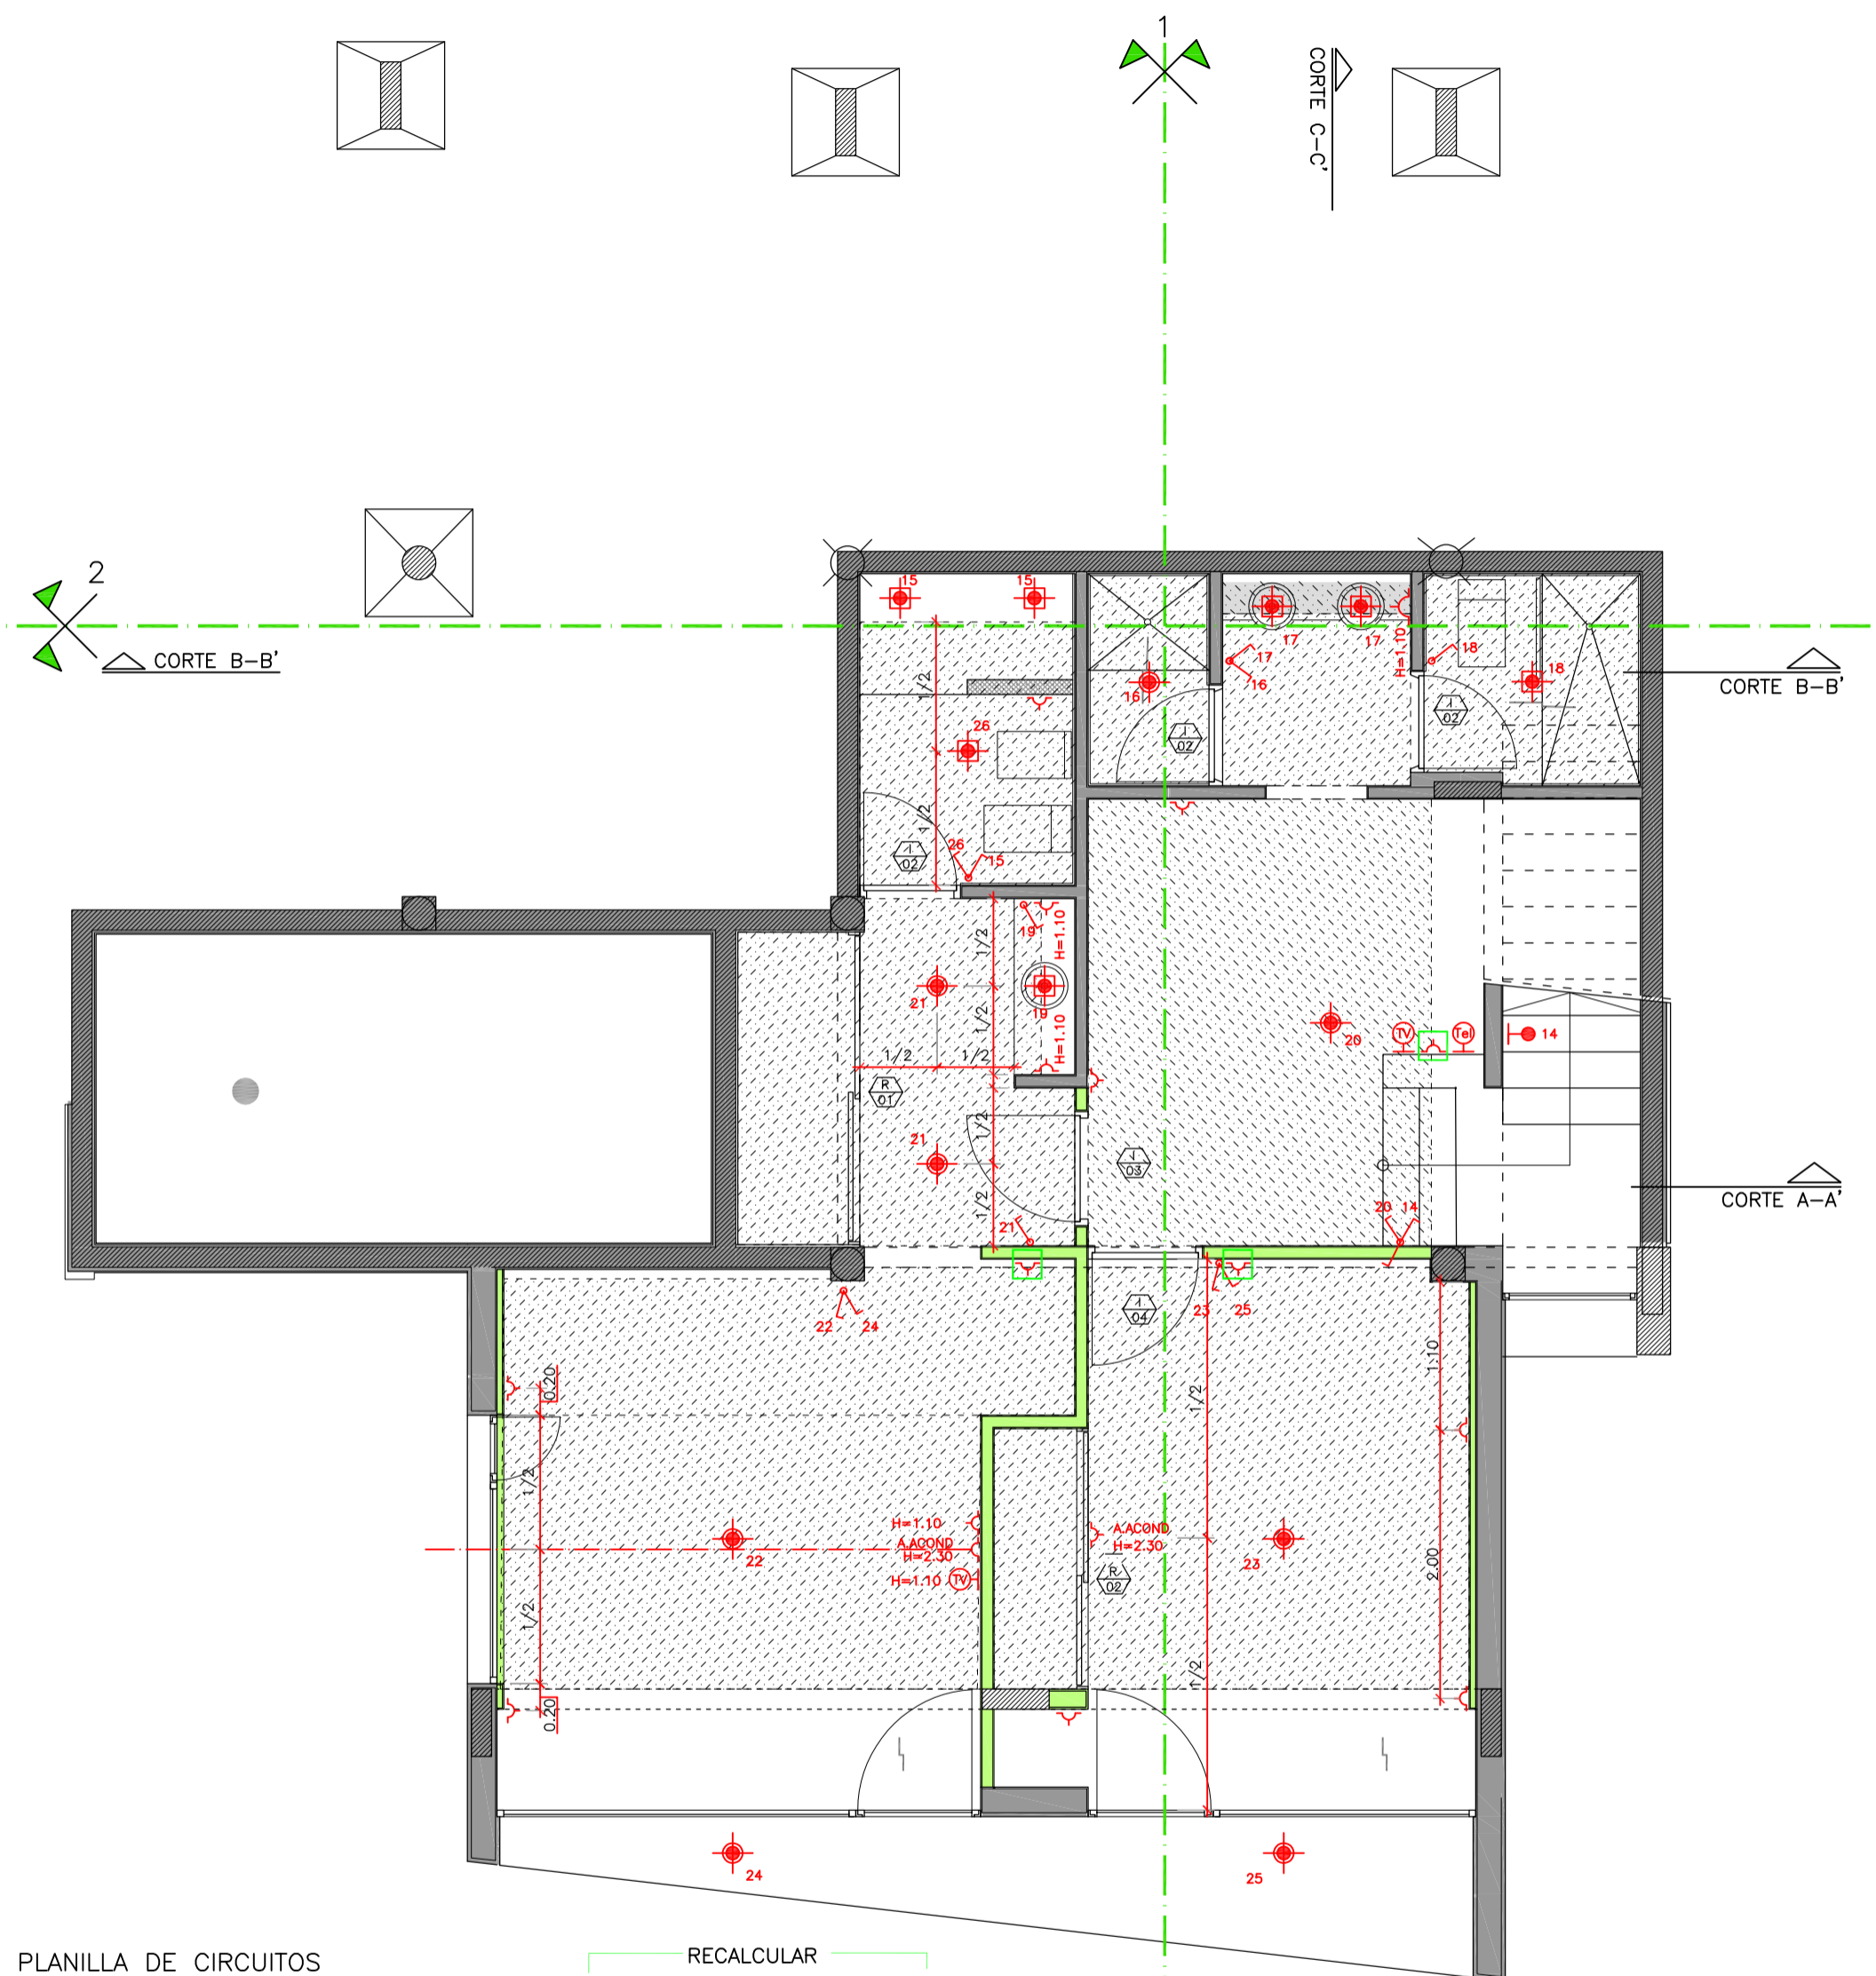 1
CORTE C-C'
2
CORTE B-B'
15
15
17
17
H=1.10
18
17
16
16
18
I
02
I
02
CORTE B-B'
1/2
26
1/2
26
15
I
02
19
H=1.10
1/2
21
19
1/2
H=1.10
1/2
1/2
20
TV
Tel
14
R
01
21
1/2
I
03
1/2
CORTE A-A'
21
20
14
22
24
23
25
I
04
1.10
0.20
1/2
1/2
H=1.10
A.ACOND
H=2.30
H=1.10
TV
22
A.ACOND
H=2.30
R
02
23
2.00
1/2
1/2
0.20
24
25
PLANILLA DE CIRCUITOS
RECALCULAR